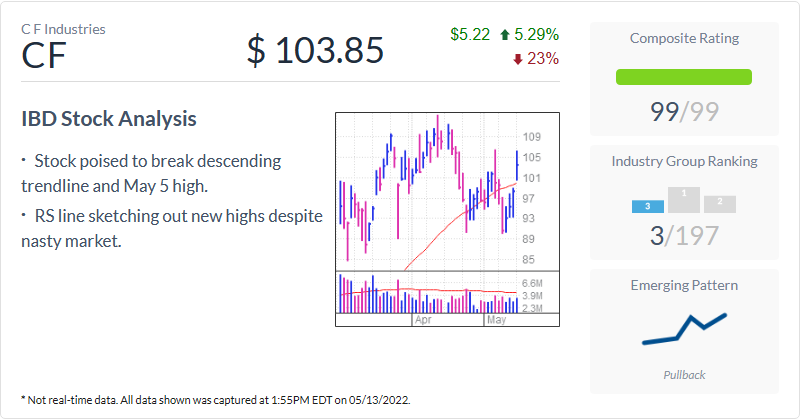 C F Industries
CF
$ 103.85
$5.22 5.29%
23%
IBD Stock Analysis
· Stock poised to break descending
trendline and May 5 high.
· RS line sketching out new highs despite
nasty market.
109
105
101
97
93
89
85
6.6M
3.9M
2.3M
Apr May
* Not real-time data. All data shown was captured at 1:55PM EDT on 05/13/2022.
Composite Rating
99/99
Industry Group Ranking
3 1 2
3/197
Emerging Pattern
Pullback